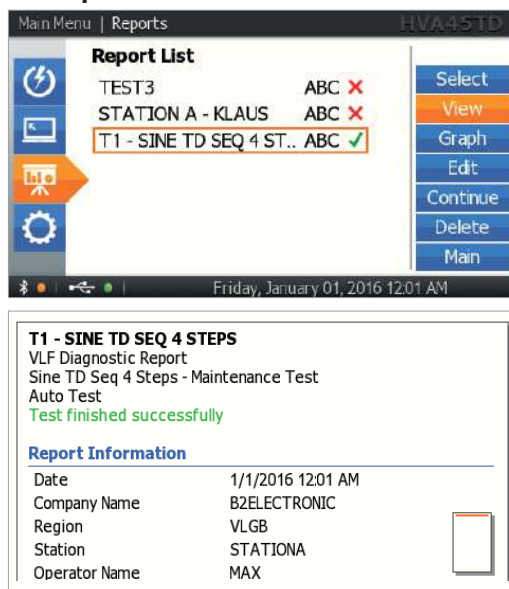 Main Menu | Reports
HVA45TD
Report List
TEST3 ABC ✗
STATION A - KLAUS ABC ✗
T1 - SINE TD SEQ 4 ST.. ABC ✓
Select
View
Graph
Edit
Continue
Delete
Main
Friday, January 01, 2016 12:01 AM
T1 - SINE TD SEQ 4 STEPS
VLF Diagnostic Report
Sine TD Seq 4 Steps - Maintenance Test
Auto Test
Test finished successfully
Report Information
Date 1/1/2016 12:01 AM
Company Name B2ELECTRONIC
Region VLGB
Station STATIONA
Operator Name MAX